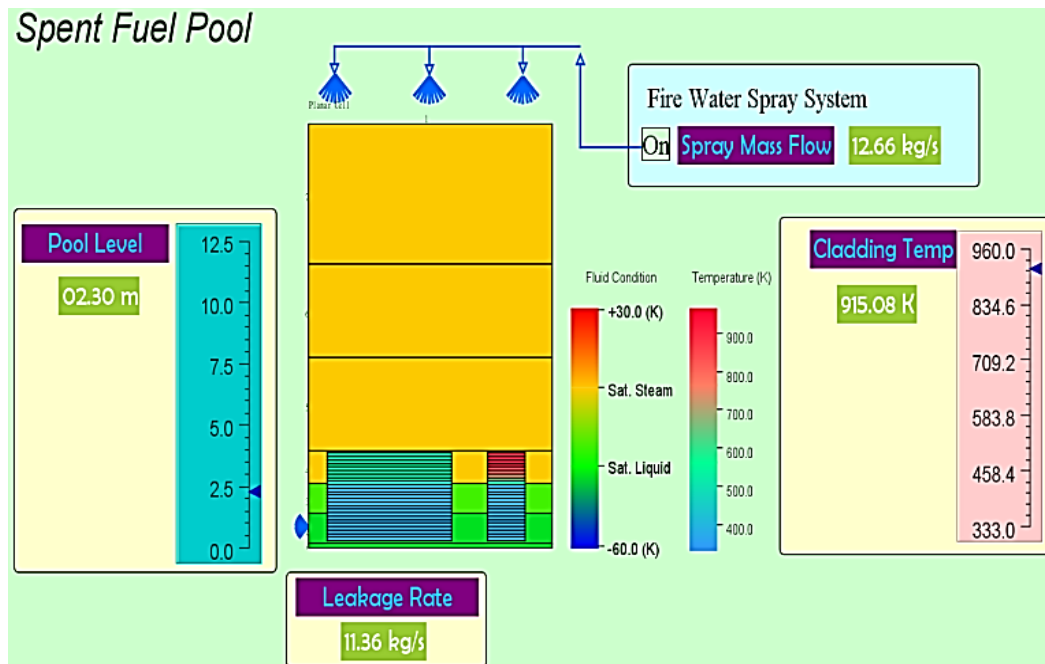 Spent Fuel Pool
Planar Cell
Fire Water Spray System
On Spray Mass Flow 12.66 kg/s
Pool Level
02.30 m
12.5
10.0
7.5
5.0
2.5
0.0
Fluid Condition
+30.0 (K)
Sat. Steam
Sat. Liquid
-60.0 (K)
Temperature (K)
900.0
800.0
700.0
600.0
500.0
400.0
Cladding Temp
915.08 K
960.0
834.6
709.2
583.8
458.4
333.0
Leakage Rate
11.36 kg/s